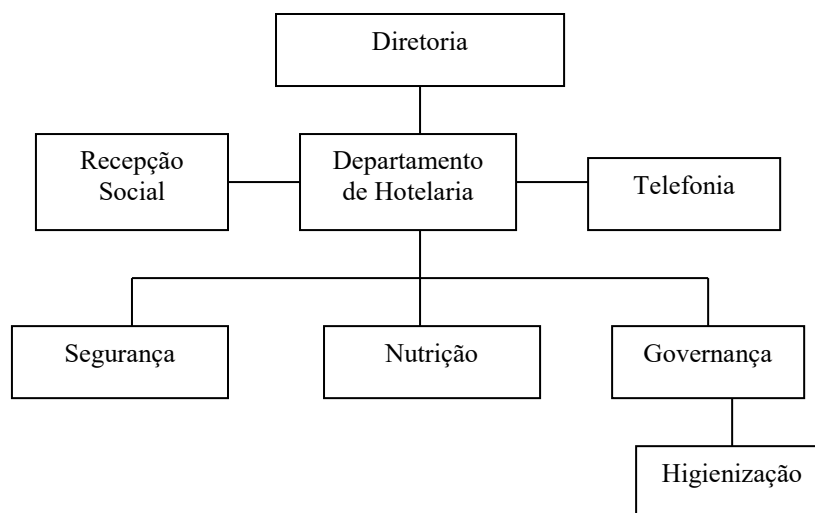 Diretoria
Recepção
Social
Departamento
de Hotelaria
Telefonia
Segurança
Nutrição
Governança
Higienização